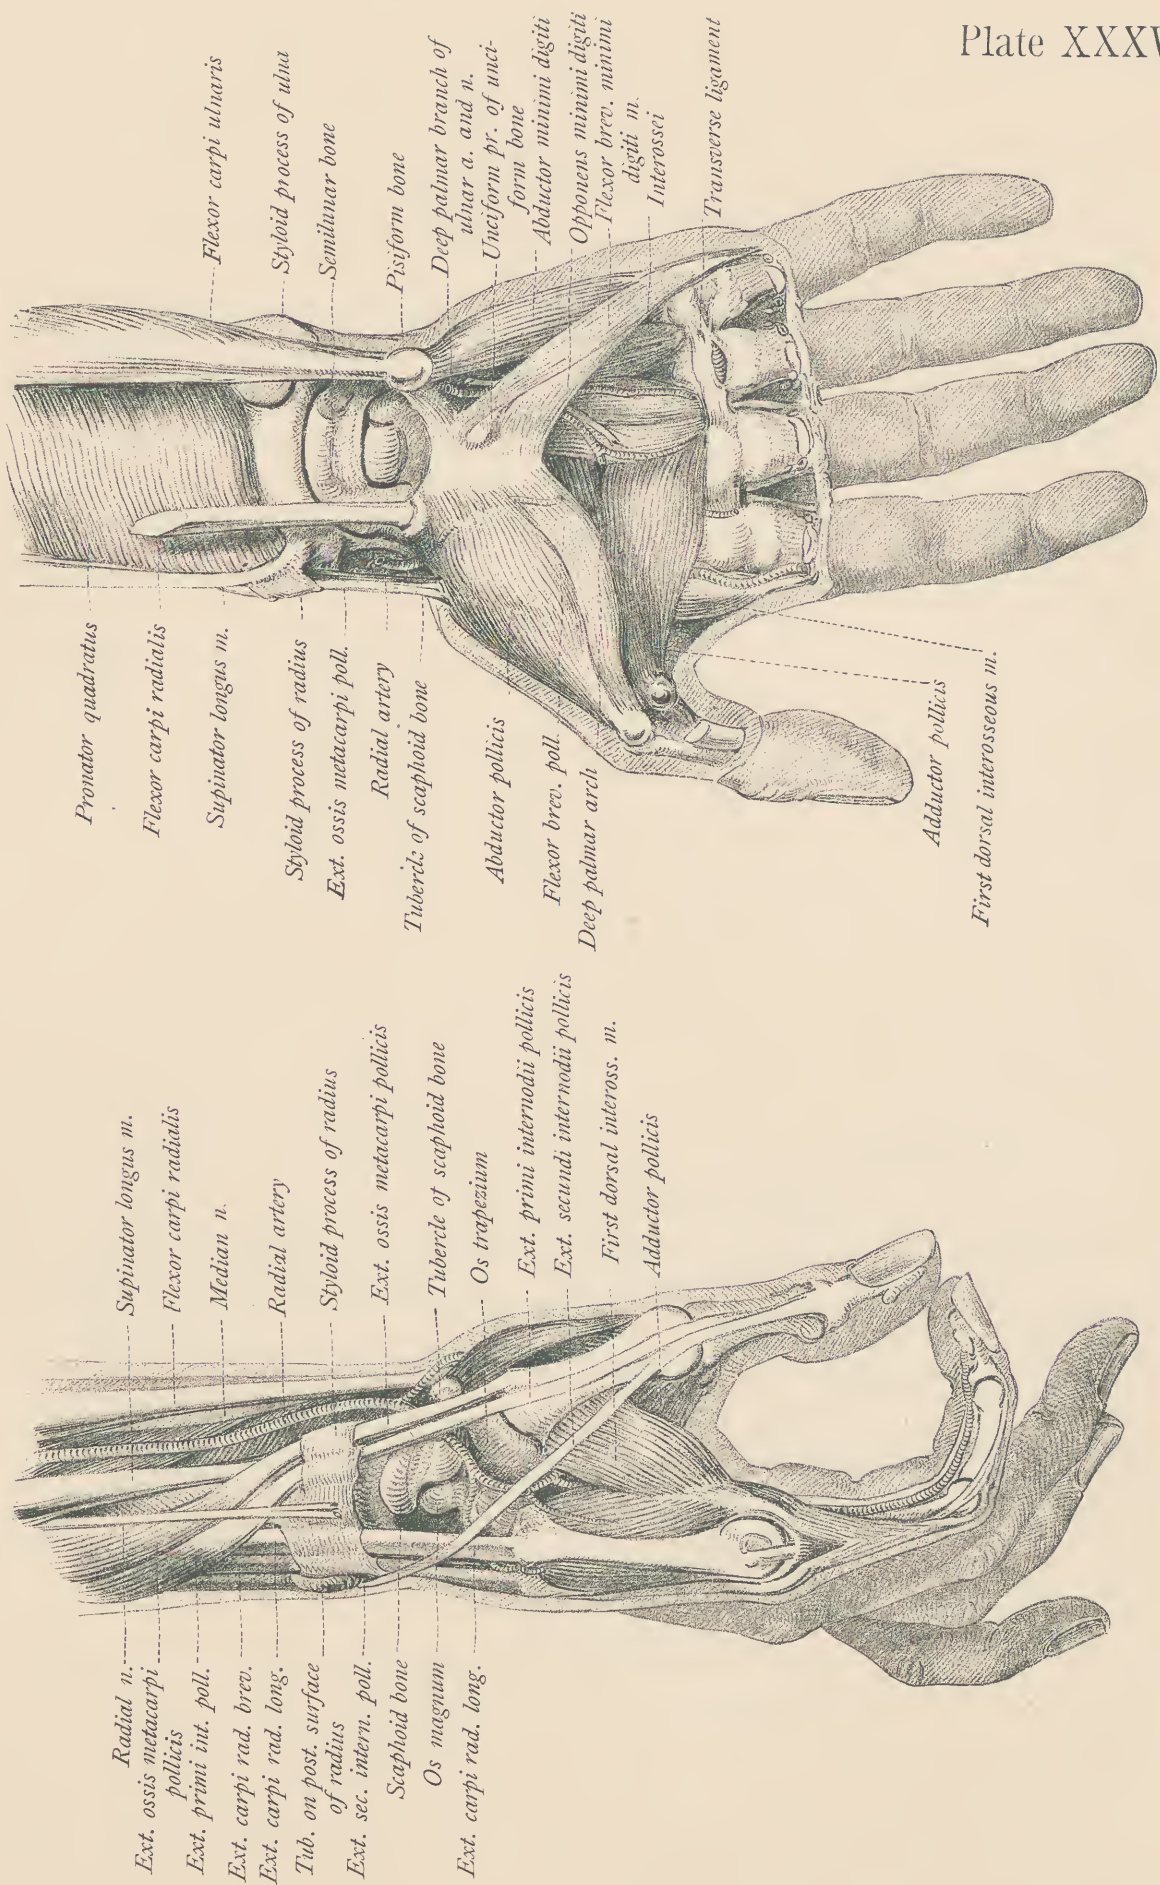 Plate XXXV
Flexor carpi ulnaris
Styloid process of ulna
Semilunar bone
Pisiform bone
Deep palmar branch of
ulnar a. and n.
Unciform pr. of unci-
form bone
Abductor minimi digiti
Opponens minimi digiti
Flexor brev. minimi
digiti m.
Interossei
Transverse ligament
Pronator quadratus
Flexor carpi radialis
Supinator longus m.
Styloid process of radius
Ext. ossis metacarpi poll.
Radial artery
Tubercle of scaphoid bone
Abductor pollicis
Flexor brev. poll.
Deep palmar arch
Adductor pollicis
First dorsal interosseous m.
Supinator longus m.
Flexor carpi radialis
Median n.
Radial artery
Styloid process of radius
Ext. ossis metacarpi pollicis
Tubercle of scaphoid bone
Os trapezium
Ext. primi internodii pollicis
Ext. secundi internodii pollicis
First dorsal inteross. m.
Adductor pollicis
Radial n.
Ext. ossis metacarpi
pollicis
Ext. primi int. poll.
Ext. carpi rad. brev.
Ext. carpi rad. long.
Tub. on post. surface
of radius
Ext. sec. intern. poll.
Scaphoid bone
Os magnum
Ext. carpi rad. long.